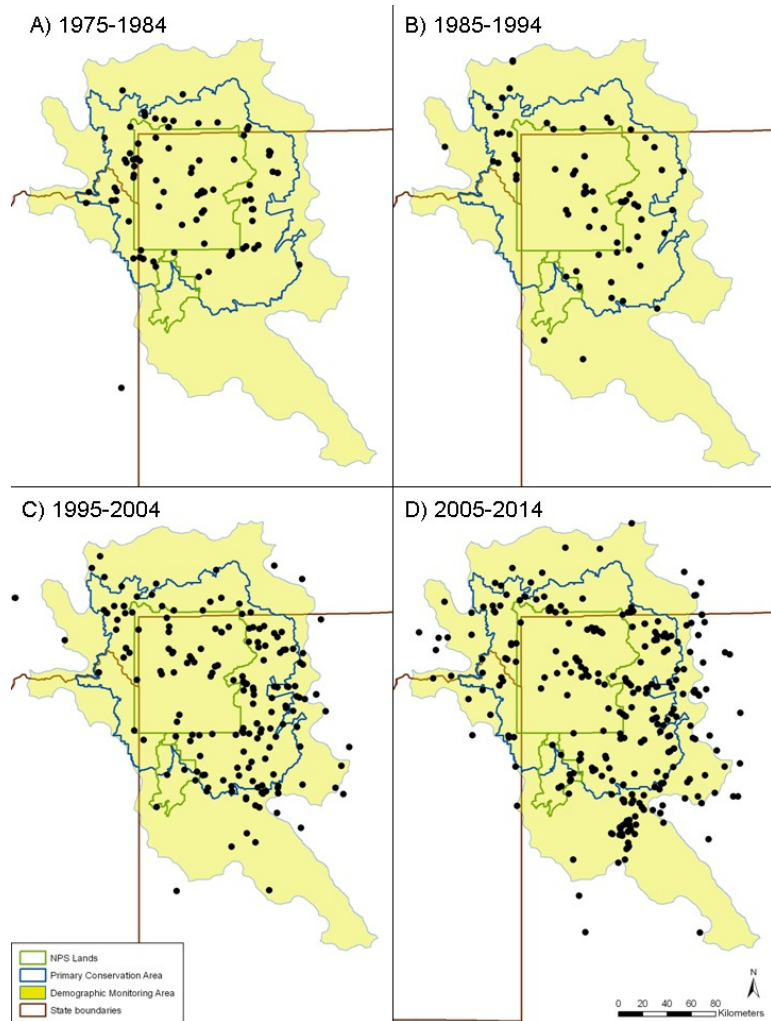 A) 1975-1984
B) 1985-1994
C) 1995-2004
D) 2005-2014
NPS Lands
Primary Conservation Area
Demographic Monitoring Area
State boundaries
N
0 20 40 60 80
Kilometers